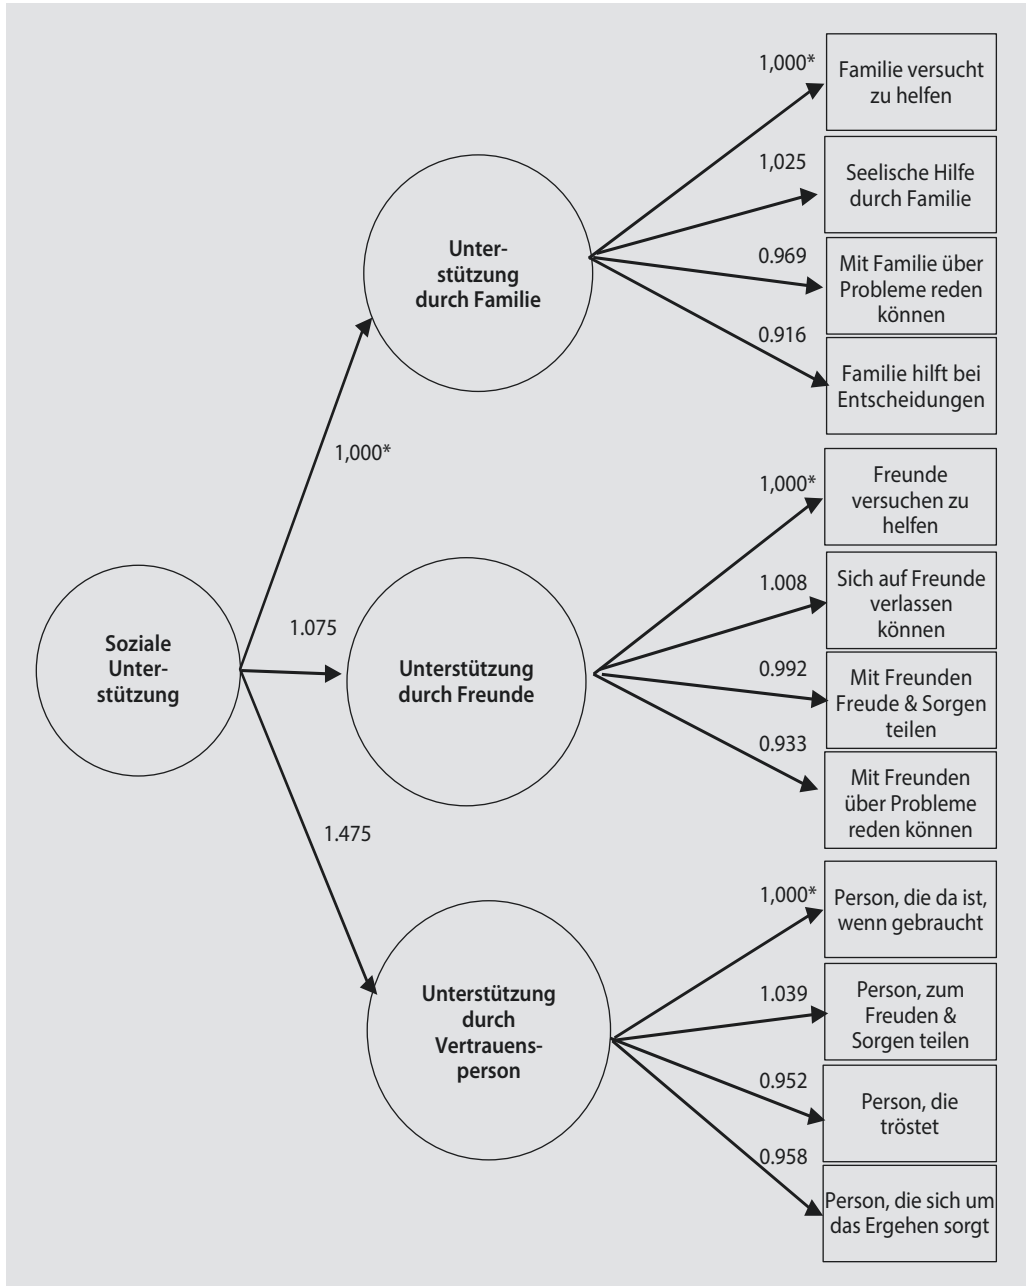 1,000*
Familie versucht
zu helfen
1,025
Seelische Hilfe
durch Familie
0.969
Mit Familie über
Probleme reden
können
0.916
Familie hilft bei
Entscheidungen
Unter-
stützung
durch Familie
1,000*
1,000*
Freunde
versuchen zu
helfen
1.008
Sich auf Freunde
verlassen
können
0.992
Mit Freunden
Freude & Sorgen
teilen
0.933
Mit Freunden
über Probleme
reden können
Soziale
Unter-
stützung
1.075
Unterstützung
durch Freunde
1.475
1,000*
Person, die da ist,
wenn gebraucht
1.039
Person, zum
Freuden &
Sorgen teilen
0.952
Person, die
tröstet
0.958
Person, die sich um
das Ergehen sorgt
Unterstützung
durch
Vertrauens-
person